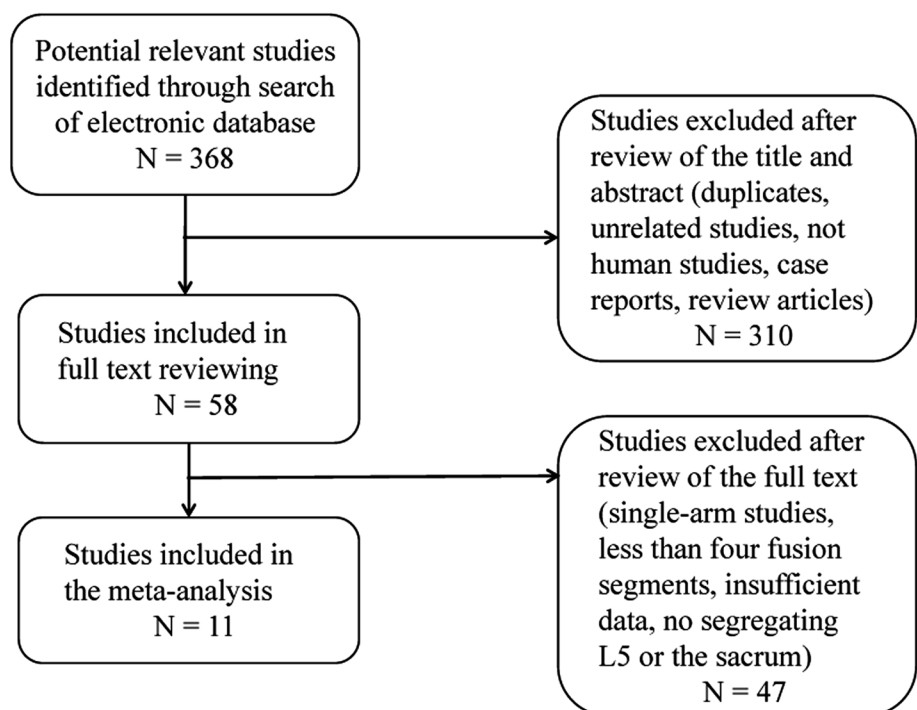 Potential relevant studies
identified through search
of electronic database
N = 368
Studies excluded after
review of the title and
abstract (duplicates,
unrelated studies, not
human studies, case
reports, review articles)
N = 310
Studies included in
full text reviewing
N = 58
Studies excluded after
review of the full text
(single-arm studies,
less than four fusion
segments, insufficient
data, no segregating
L5 or the sacrum)
N = 47
Studies included in
the meta-analysis
N = 11